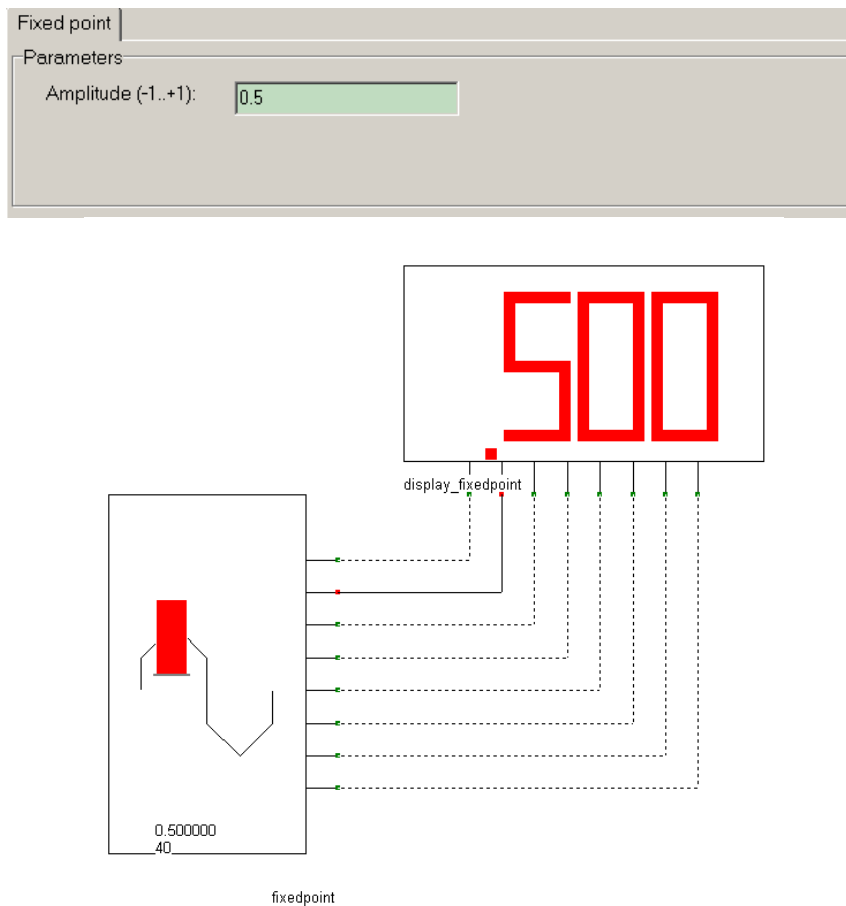 Fixed point
Parameters
Amplitude (-1..+1):
0.5
.500
display_fixedpoint
0.500000
40
fixedpoint